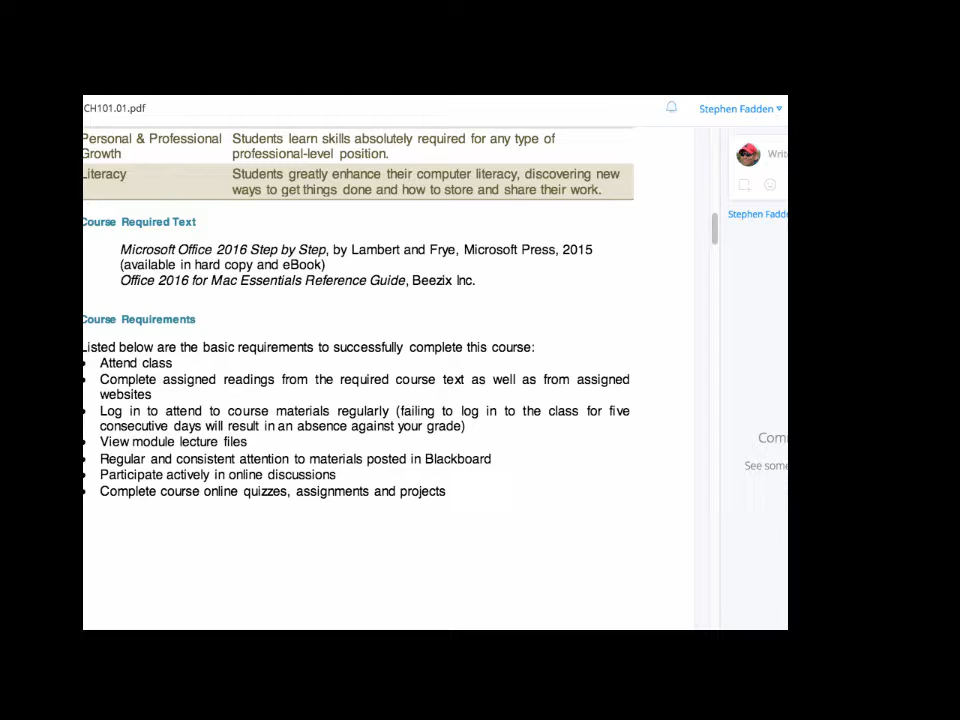 CH101.01.pdf
Stephen Fadden
Personal & Professional Students learn skills absolutely required for any type of
Growth professional-level position.
Literacy Students greatly enhance their computer literacy, discovering new
ways to get things done and how to store and share their work.
Course Required Text
Microsoft Office 2016 Step by Step, by Lambert and Frye, Microsoft Press, 2015
(available in hard copy and eBook)
Office 2016 for Mac Essentials Reference Guide, Beezix Inc.
Course Requirements
Listed below are the basic requirements to successfully complete this course:
Attend class
Complete assigned readings from the required course text as well as from assigned
websites
Log in to attend to course materials regularly (failing to log in to the class for five
consecutive days will result in an absence against your grade)
View module lecture files
Regular and consistent attention to materials posted in Blackboard
Participate actively in online discussions
Complete course online quizzes, assignments and projects
Writ
Stephen Fadd
Com
See some